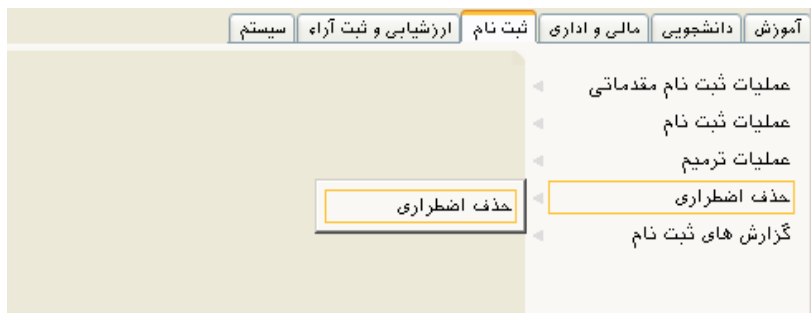 آموزش دانشجویی مالی و اداری ثبت نام ارزشیابی و ثبت آراء سیستم
عملیات ثبت نام مقدماتی
عملیات ثبت نام
عملیات ترمیم
حذف اضطراری
حذف اضطراری
گزارش های ثبت نام